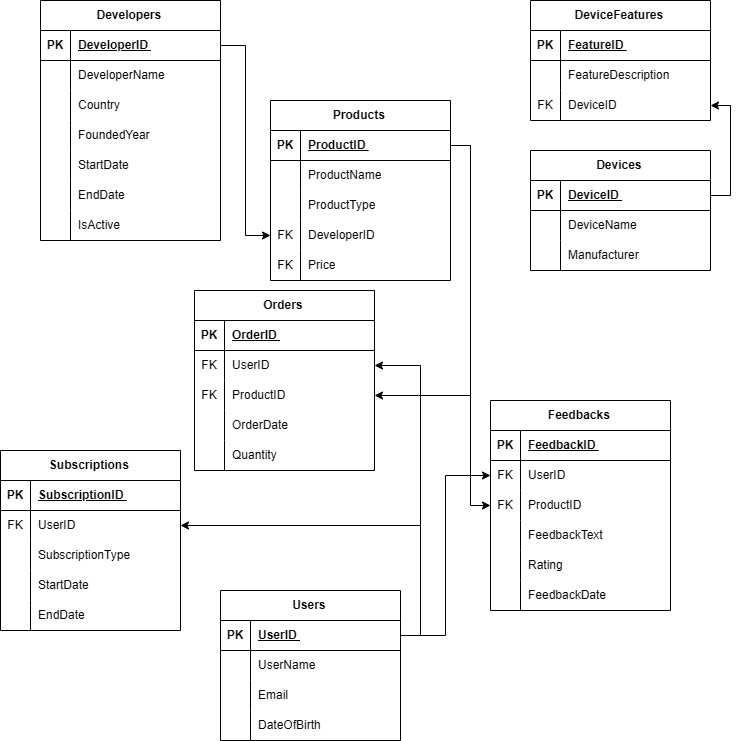 Developers
PK DeveloperID
DeveloperName
Country
FoundedYear
StartDate
EndDate
IsActive
DeviceFeatures
PK FeatureID
FeatureDescription
FK DeviceID
Products
PK ProductID
ProductName
ProductType
FK DeveloperID
FK Price
Devices
PK DeviceID
DeviceName
Manufacturer
Orders
PK OrderID
FK UserID
FK ProductID
OrderDate
Quantity
Feedbacks
PK FeedbackID
FK UserID
FK ProductID
FeedbackText
Rating
FeedbackDate
Subscriptions
PK SubscriptionID
FK UserID
SubscriptionType
StartDate
EndDate
Users
PK UserID
UserName
Email
DateOfBirth